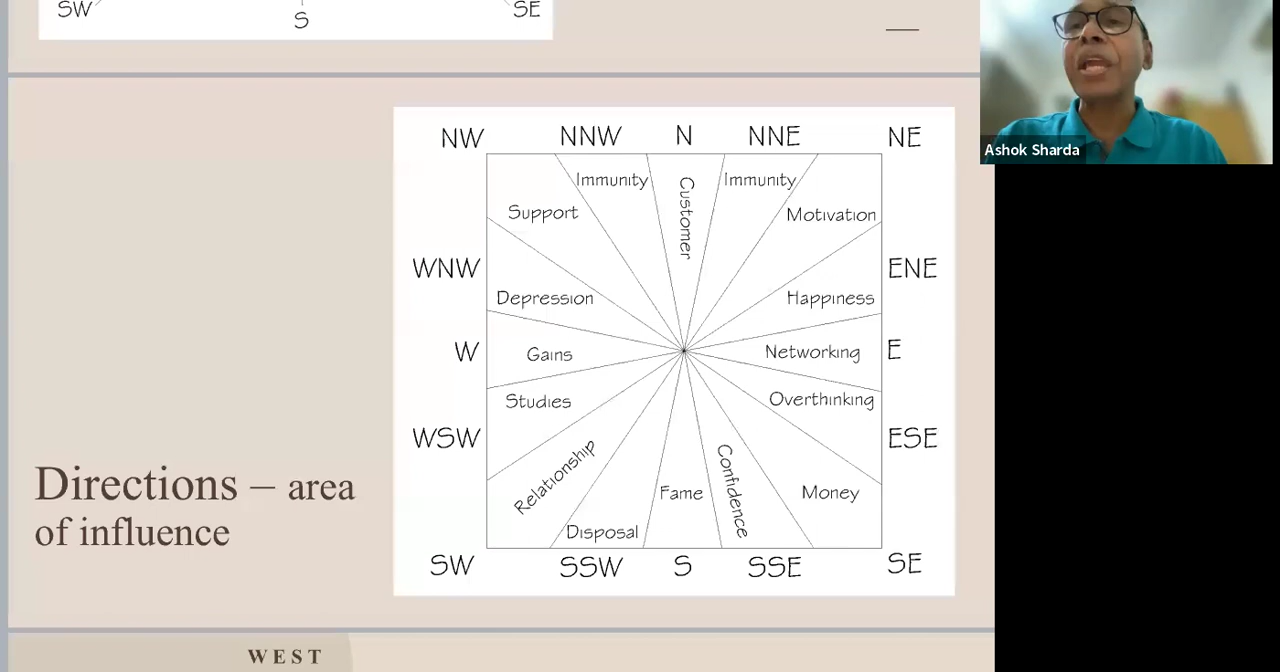 SW
S
SE
NW NNW N NNE NE
Immunity
Customer
Immunity
Support
Motivation
WNW
ENE
Depression
Happiness
W
Gains
Networking
E
Studies
Overthinking
WSW
ESE
Relationship
Confidence
Fame
Money
Disposal
SW SSW S SSE SE
Directions – area
of influence
WEST
Ashok Sharda